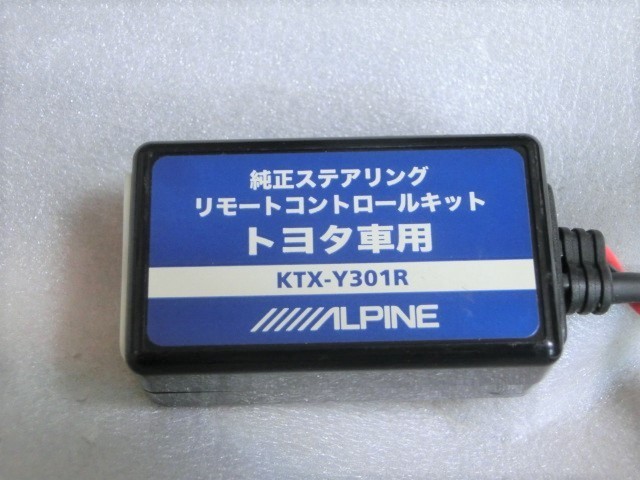 純正ステアリング
リモートコントロールキット
トヨタ車用
KTX-Y301R
ALPINE